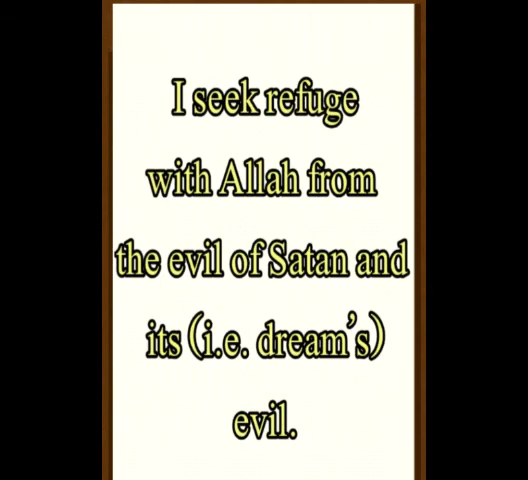 I seek refuge
with Allah from
the evil of Satan and
its (i.e. dream's)
evil.